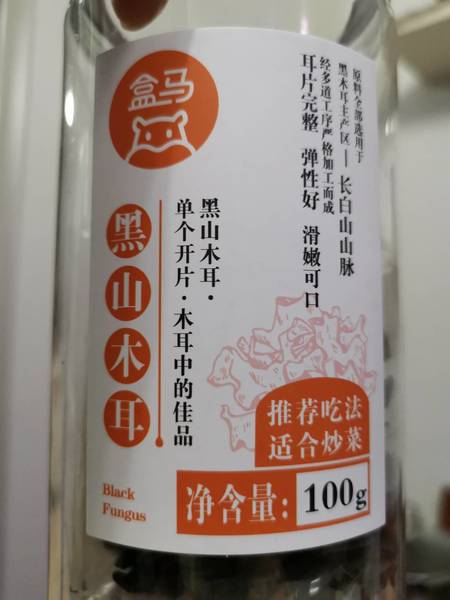 盒马
原料全部选用于
黑木耳主产区——长白山山脉
经多道工序严格加工而成
耳片完整 弹性好 滑嫩可口
黑山木耳·
单个开片·木耳中的佳品
黑山木耳
推荐吃法
适合炒菜
Black
Fungus
净含量：100g